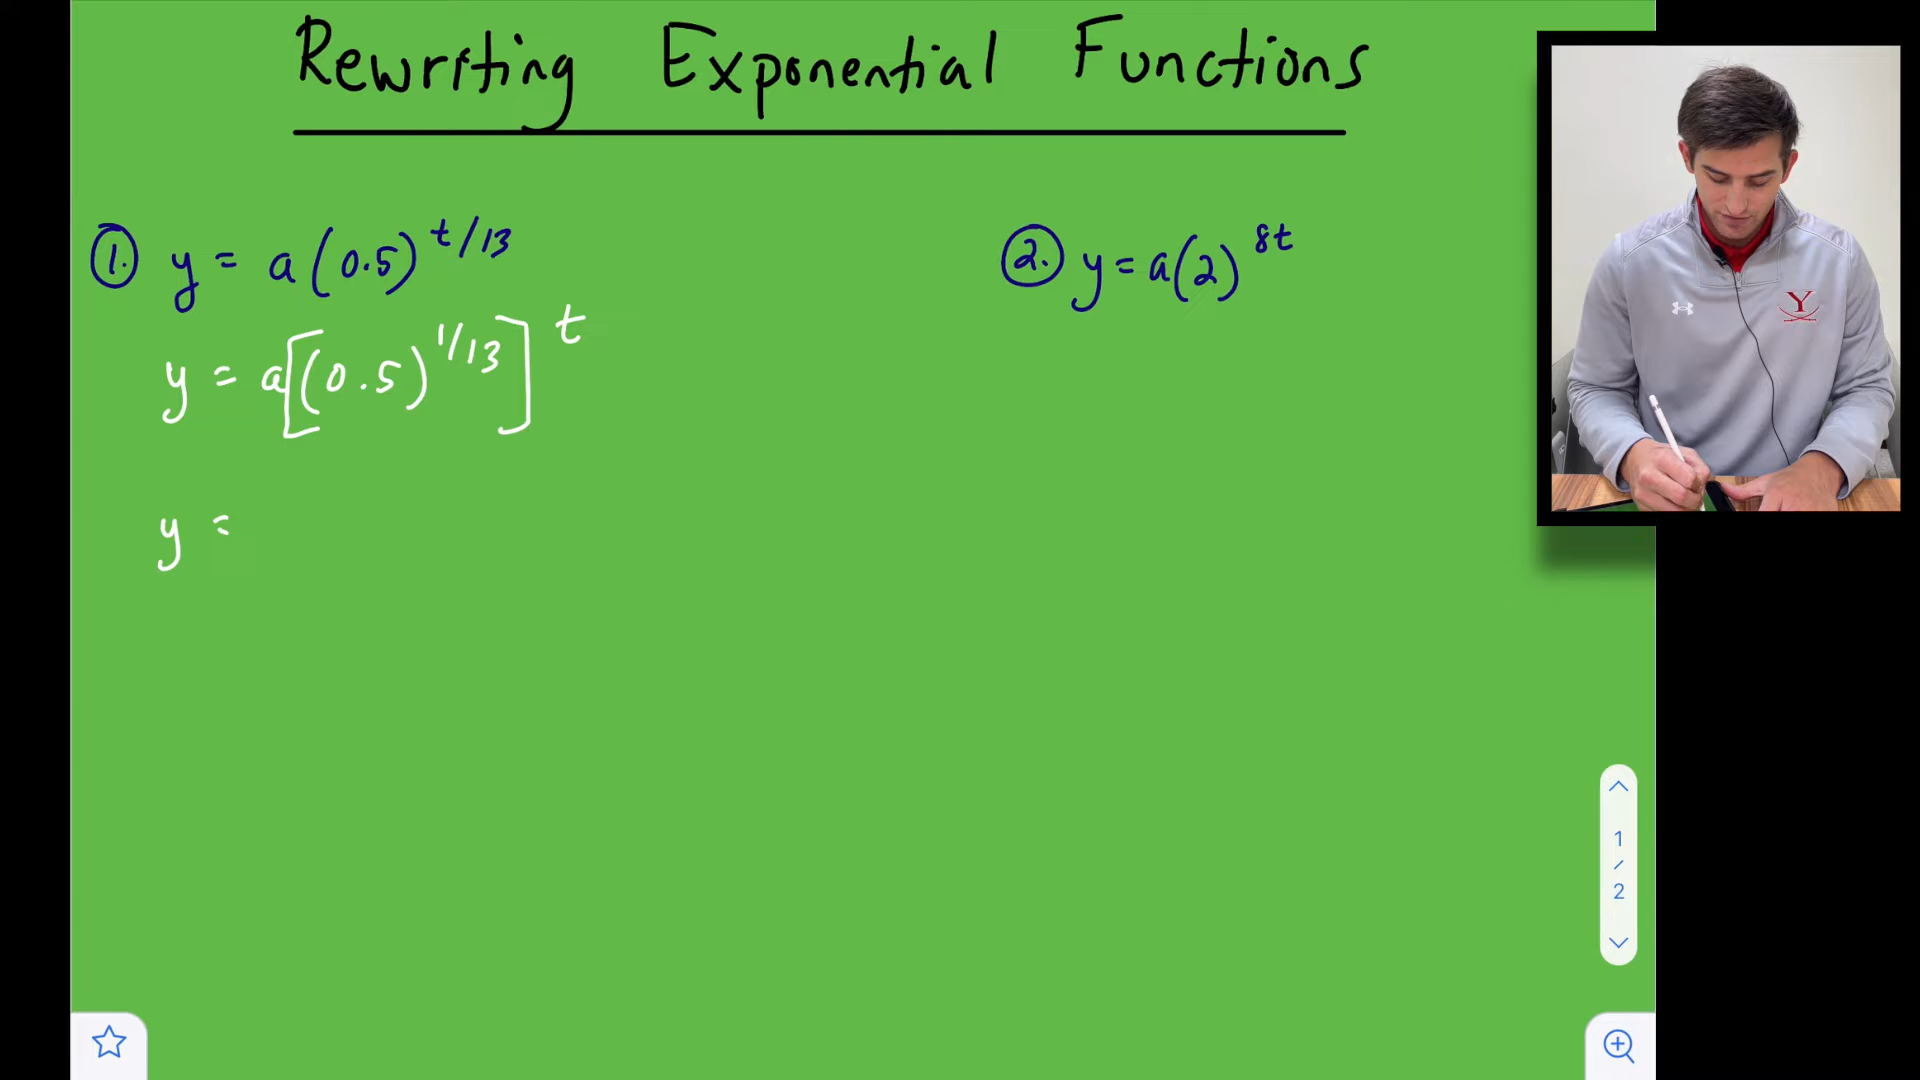 Rewriting Exponential Functions
1. y = a(0.5)^t/13
2. y = a(2)^8t
y = a[(0.5)^1/13]^t
y =
Y
1
/
2